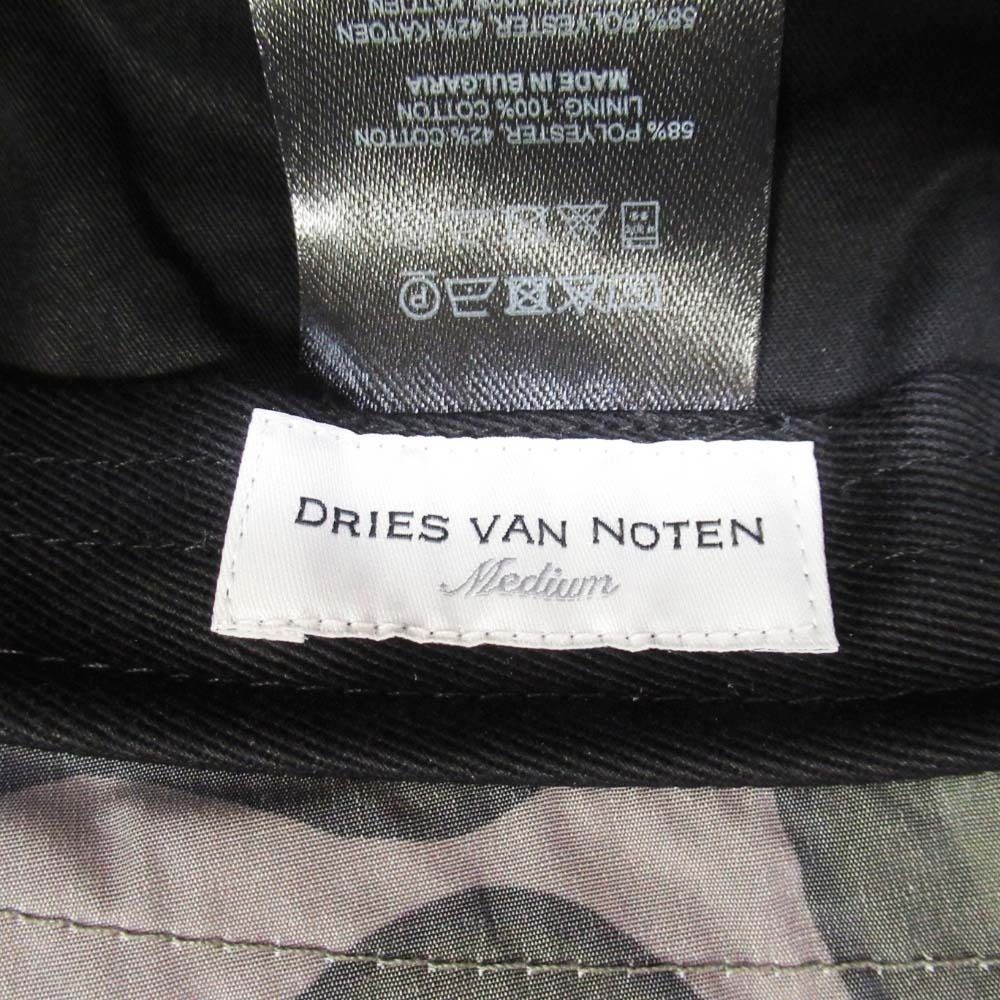 58% POLYESTER, 42% COTTON
LINING: 100% COTTON
MADE IN BULGARIA
58% POLYESTER, 42% KATOEN
DRIES VAN NOTEN
Medium